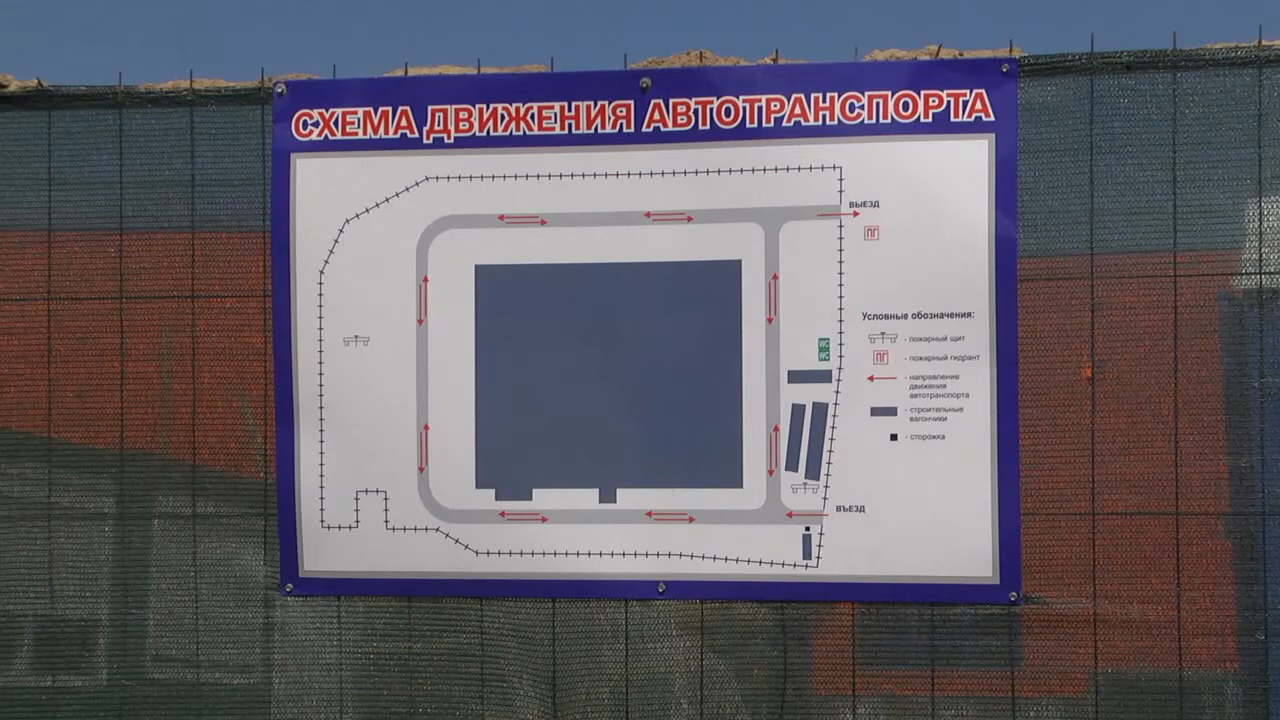 СХЕМА ДВИЖЕНИЯ АВТОТРАНСПОРТА
ВЫЕЗД
ПГ
Условные обозначения:
- пожарный щит
ПГ - пожарный гидрант
- направление
движения
автотранспорта
- строительные
вагончики
- сторожка
WC
WC
ВЪЕЗД